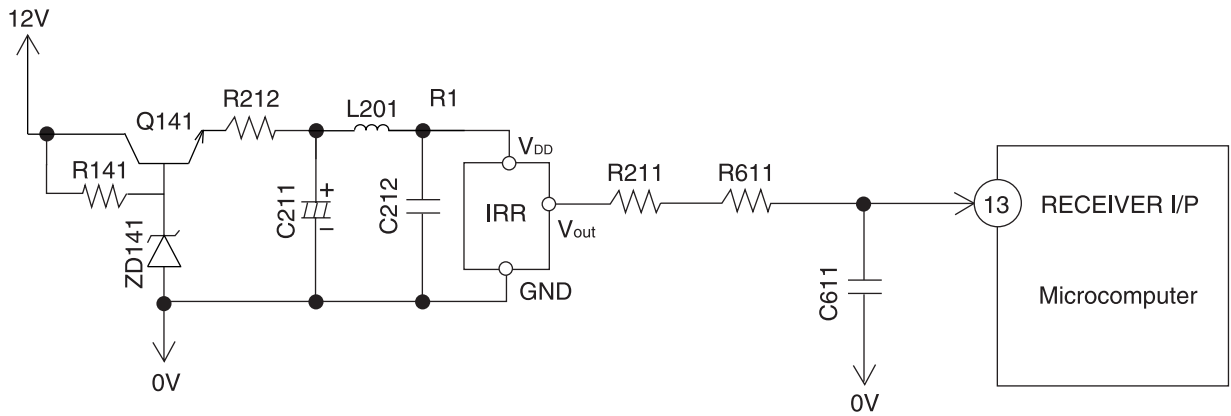 12V
Q141
R212
L201
R1
R141
VDD
C211
+
−
C212
IRR
Vout
R211
R611
13
RECEIVER I/P
ZD141
GND
C611
Microcomputer
0V
0V